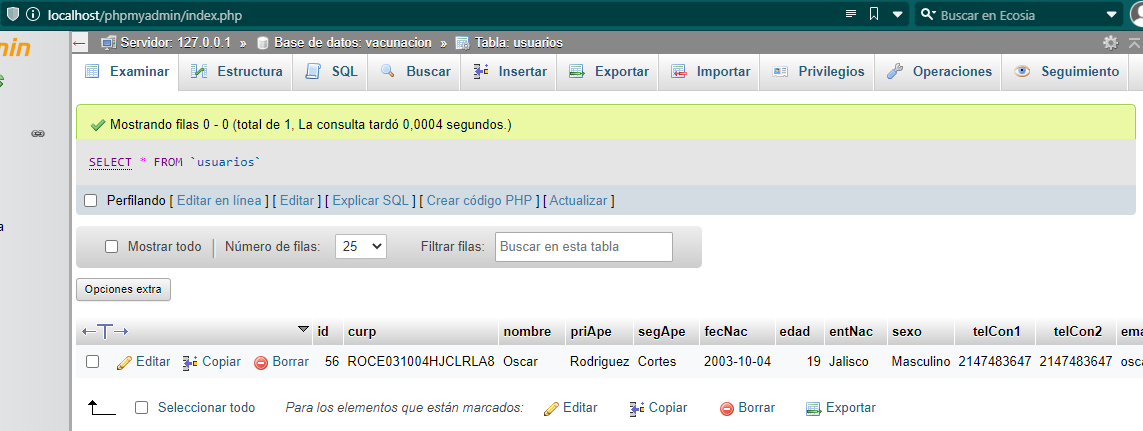 localhost/phpmyadmin/index.php Buscar en Ecosia
Servidor: 127.0.0.1 » Base de datos: vacunacion » Tabla: usuarios
Examinar Estructura SQL Buscar Insertar Exportar Importar Privilegios Operaciones Seguimiento
Mostrando filas 0 - 0 (total de 1, La consulta tardó 0,0004 segundos.)
SELECT * FROM `usuarios`
Perfilando [ Editar en línea ] [ Editar ] [ Explicar SQL ] [ Crear código PHP ] [ Actualizar ]
Mostrar todo Número de filas: 25 Filtrar filas: Buscar en esta tabla
Opciones extra
id curp nombre priApe segApe fecNac edad entNac sexo telCon1 telCon2
Editar Copiar Borrar 56 ROCE031004HJCLRLA8 Oscar Rodriguez Cortes 2003-10-04 19 Jalisco Masculino 2147483647 2147483647
Seleccionar todo Para los elementos que están marcados: Editar Copiar Borrar Exportar